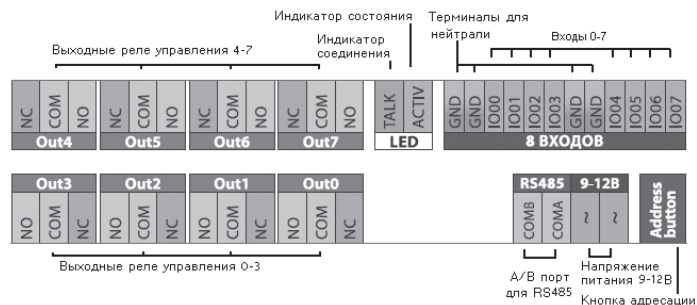 Индикатор состояния
Терминалы для нейтрали
Входы 0-7
Выходные реле управления 4-7
Индикатор соединения
NC COM NO NC COM NO NC COM NO NC COM NO
TALK ACTIV
GND GND IO00 IO01 IO02 IO03 GND GND IO04 IO05 IO06 IO07
Out4 Out5 Out6 Out7
LED
8 ВХОДОВ
Out3 Out2 Out1 Out0
RS485 9-12В
Address button
NO COM NC NO COM NC NO COM NC NO COM NC
COMB COMA ~ ~
Выходные реле управления 0-3
A/B порт для RS485
Напряжение питания 9-12В
Кнопка адресации